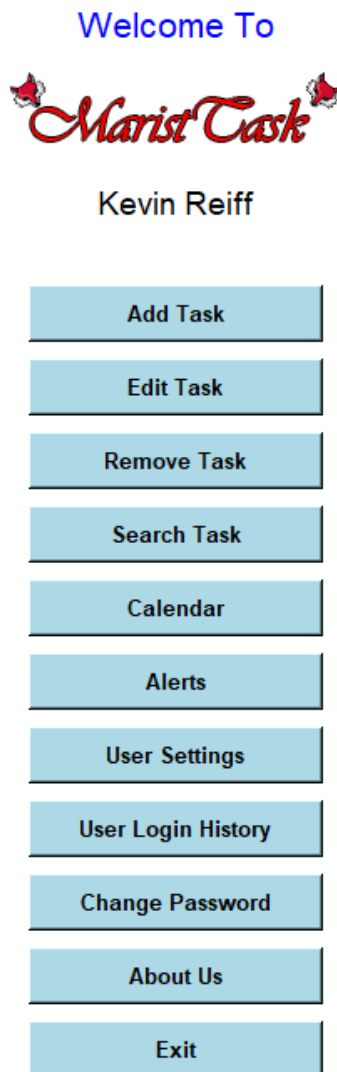 Welcome To
MaristTask
Kevin Reiff
Add Task
Edit Task
Remove Task
Search Task
Calendar
Alerts
User Settings
User Login History
Change Password
About Us
Exit